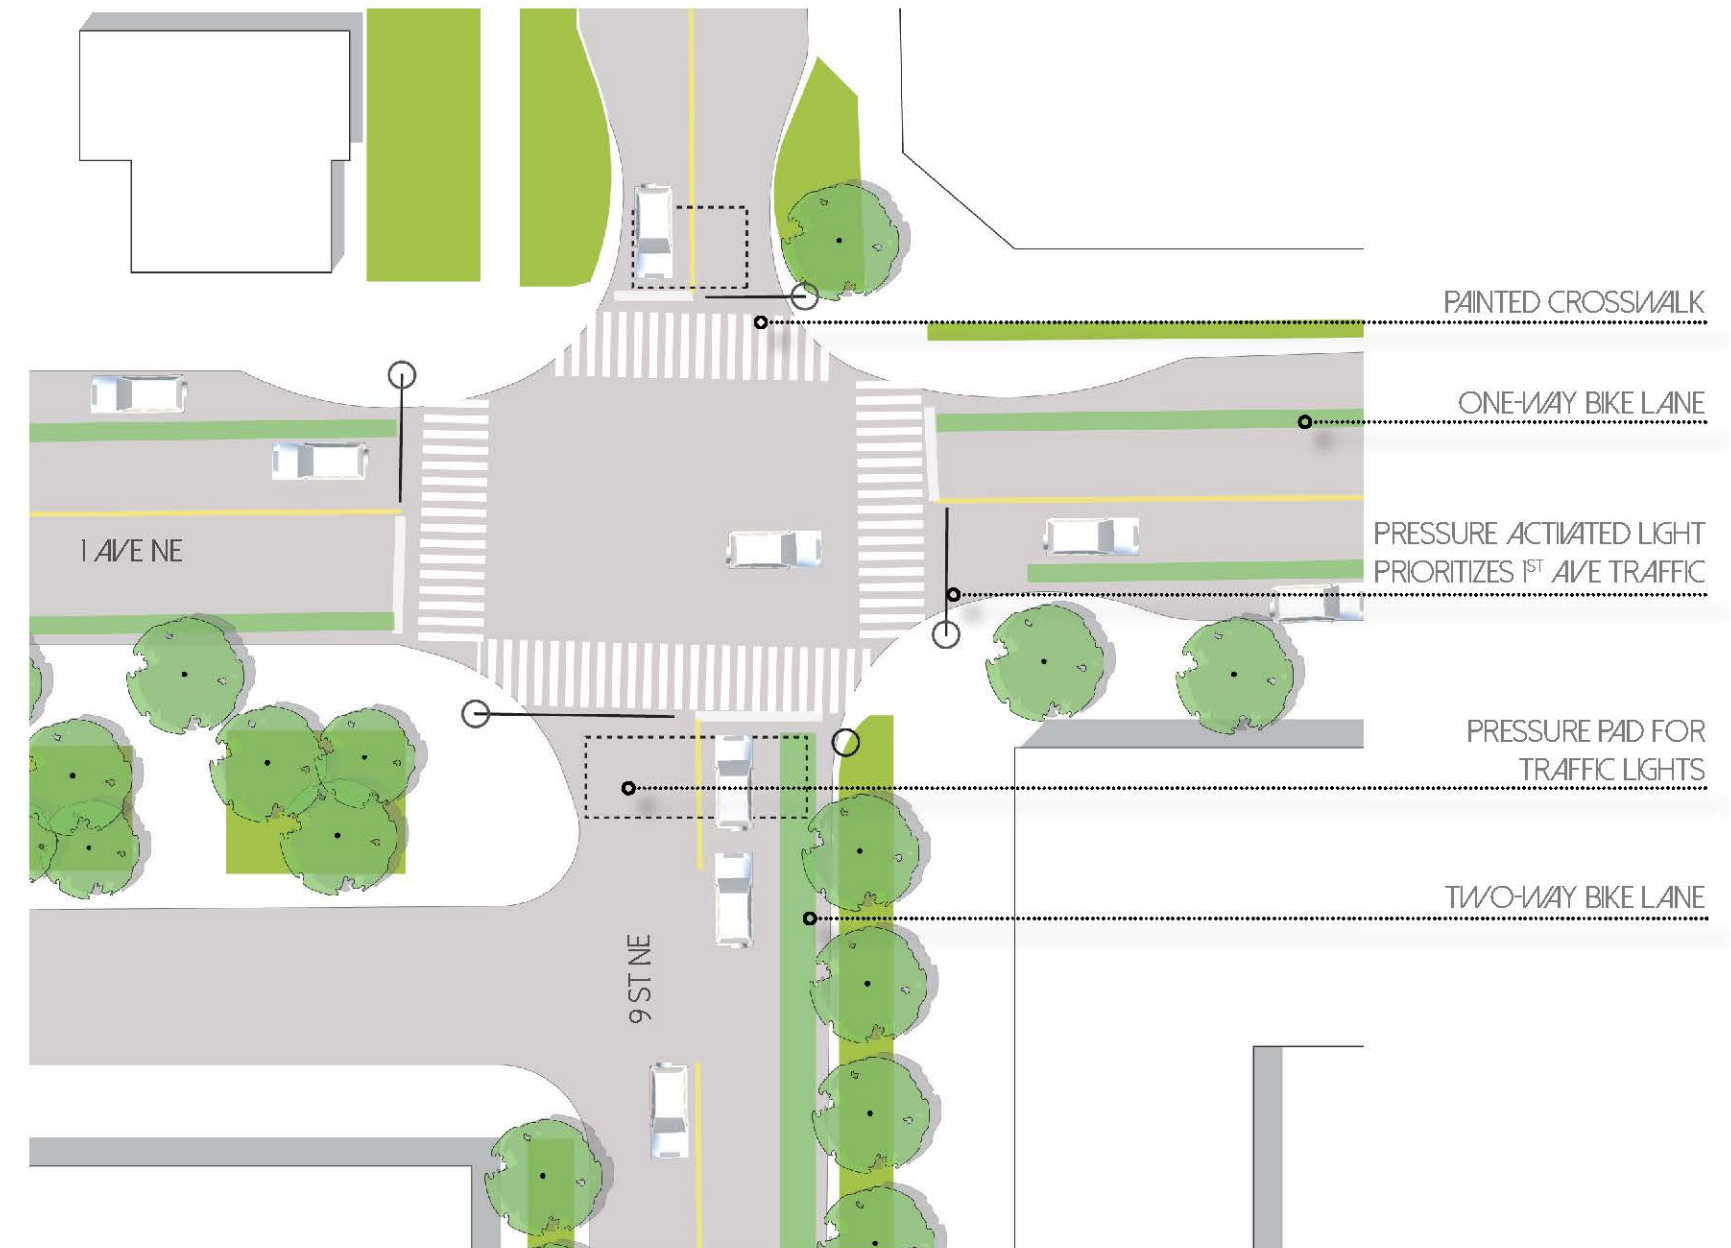 PAINTED CROSSWALK
ONE-WAY BIKE LANE
1 AVE NE
PRESSURE ACTIVATED LIGHT
PRIORITIZES 1ST AVE TRAFFIC
PRESSURE PAD FOR
TRAFFIC LIGHTS
TWO-WAY BIKE LANE
9 ST NE